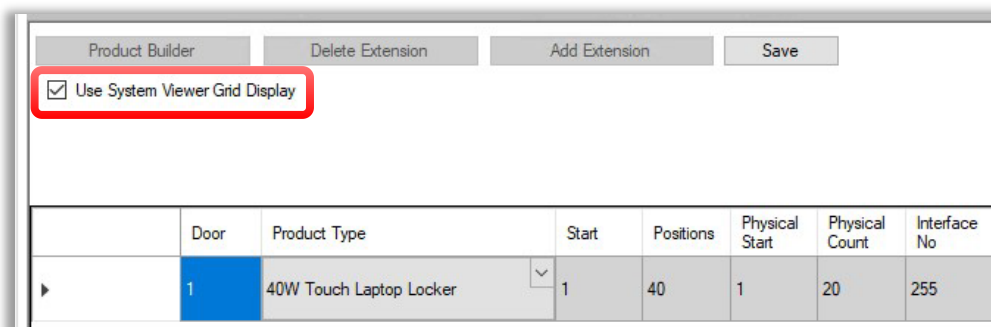 Product Builder Delete Extension Add Extension Save
Use System Viewer Grid Display
Door Product Type Start Positions Physical Start Physical Count Interface No
1 40W Touch Laptop Locker 1 40 1 20 255